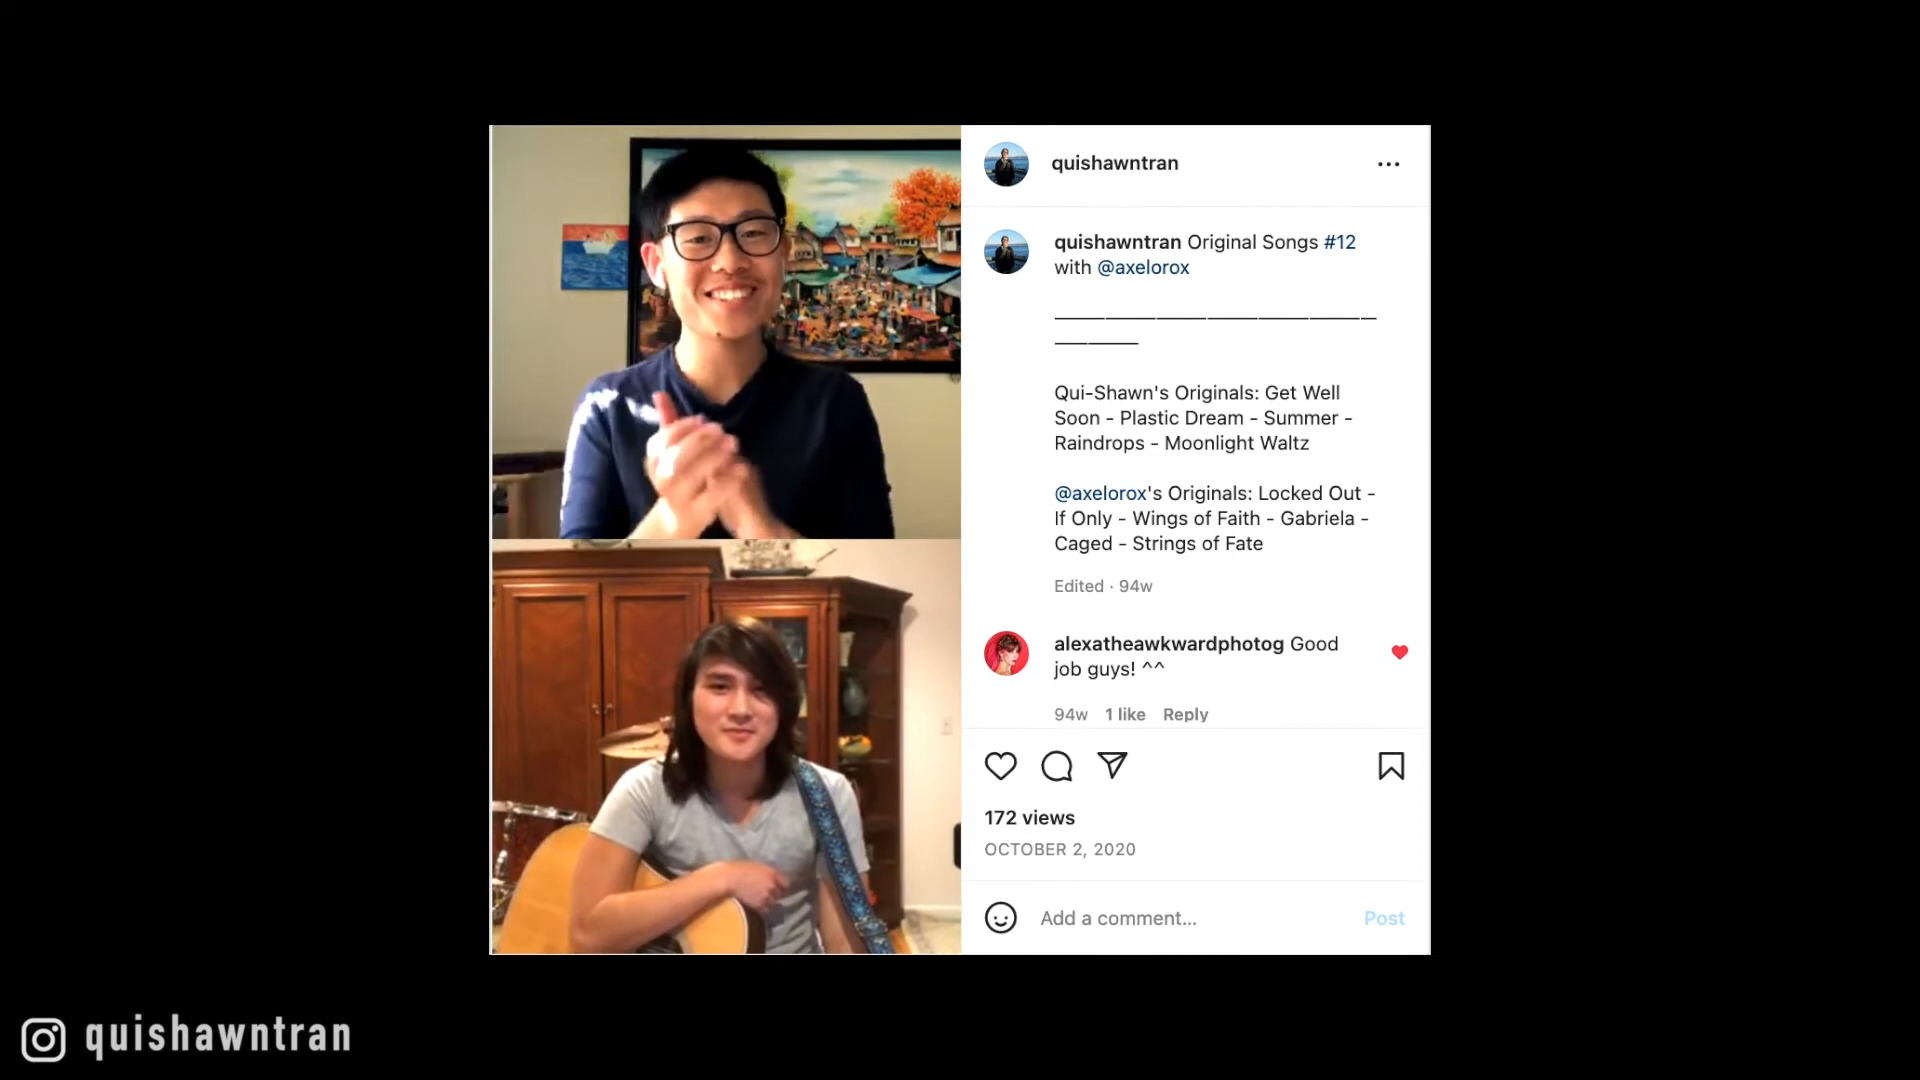 quishawntran
quishawntran Original Songs #12
with @axelorox
Qui-Shawn's Originals: Get Well
Soon - Plastic Dream - Summer -
Raindrops - Moonlight Waltz
@axelorox's Originals: Locked Out -
If Only - Wings of Faith - Gabriela -
Caged - Strings of Fate
Edited · 94w
alexatheawkwardphotog Good
job guys! ^^
94w 1 like Reply
172 views
OCTOBER 2, 2020
Add a comment...
Post
quishawntran